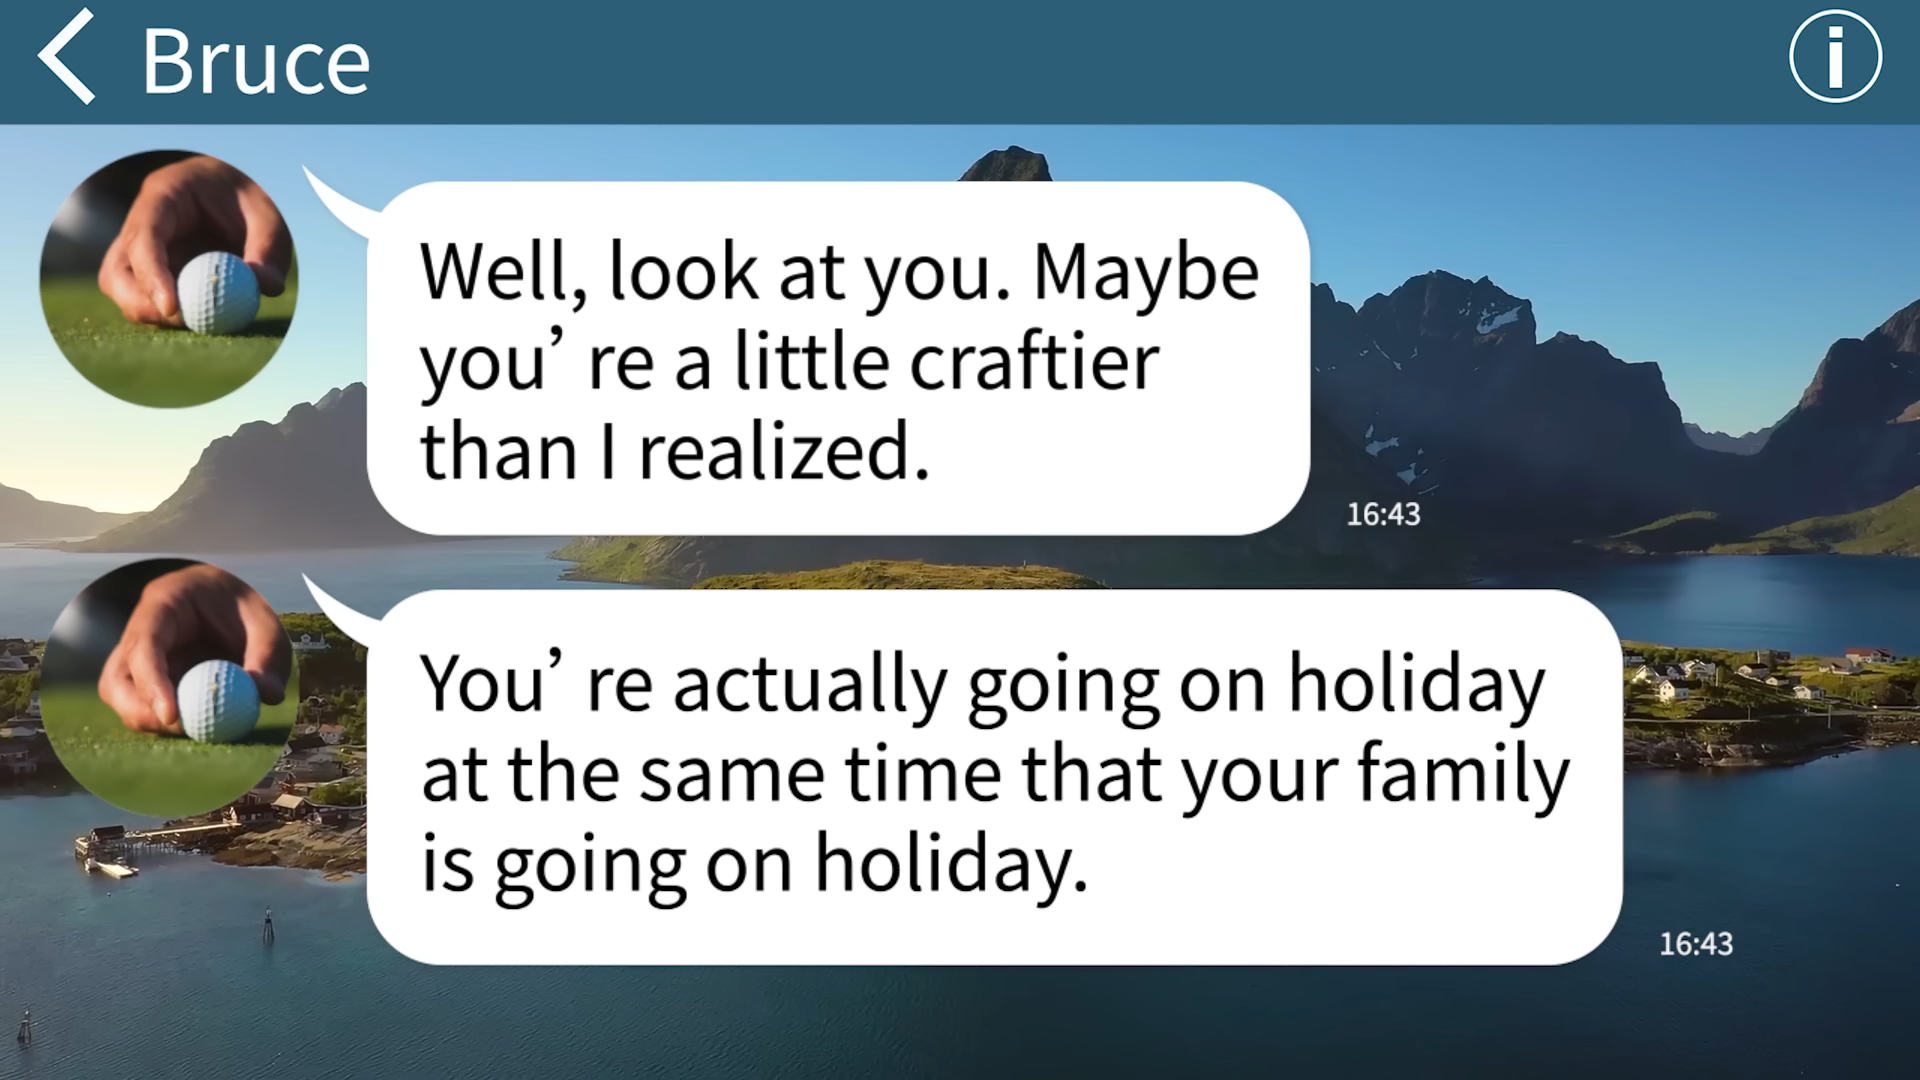 Bruce
Well, look at you. Maybe
you’ re a little craftier
than I realized.
16:43
You’ re actually going on holiday
at the same time that your family
is going on holiday.
16:43